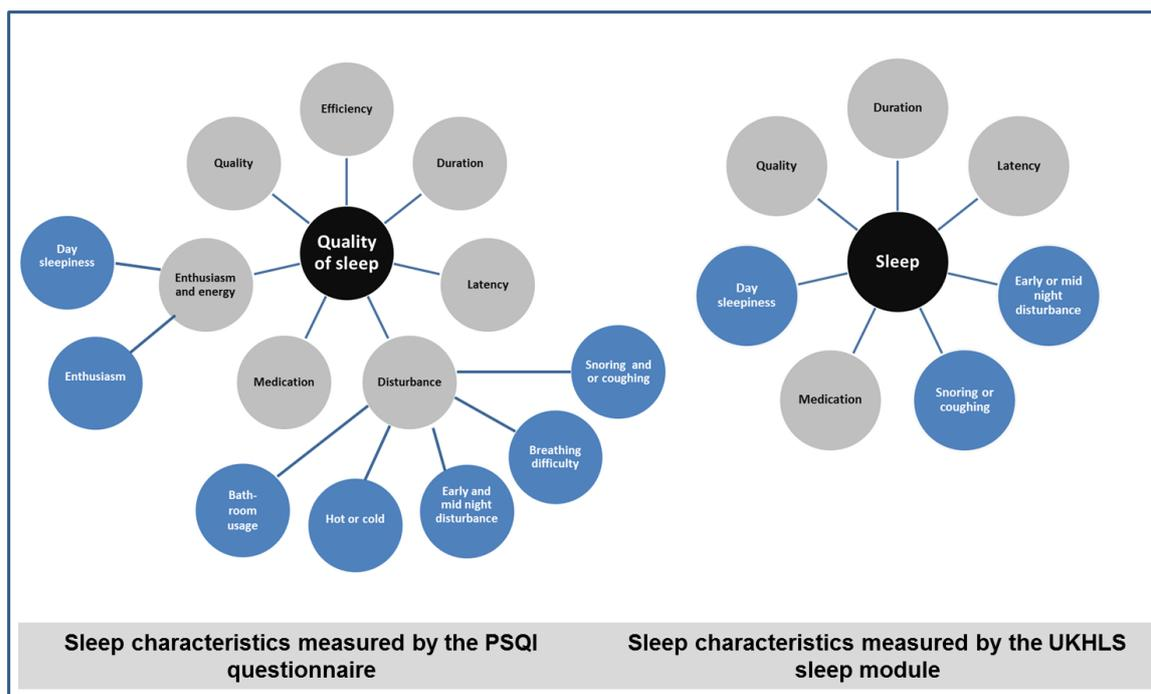 Efficiency
Quality
Duration
Quality
of sleep
Day
sleepiness
Enthusiasm
and energy
Latency
Enthusiasm
Medication
Disturbance
Snoring and
or coughing
Breathing
difficulty
Bath-
room
usage
Hot or cold
Early and
mid night
disturbance
Duration
Quality
Latency
Sleep
Day
sleepiness
Early or mid
night
disturbance
Medication
Snoring or
coughing
Sleep characteristics measured by the PSQI
questionnaire
Sleep characteristics measured by the UKHLS
sleep module